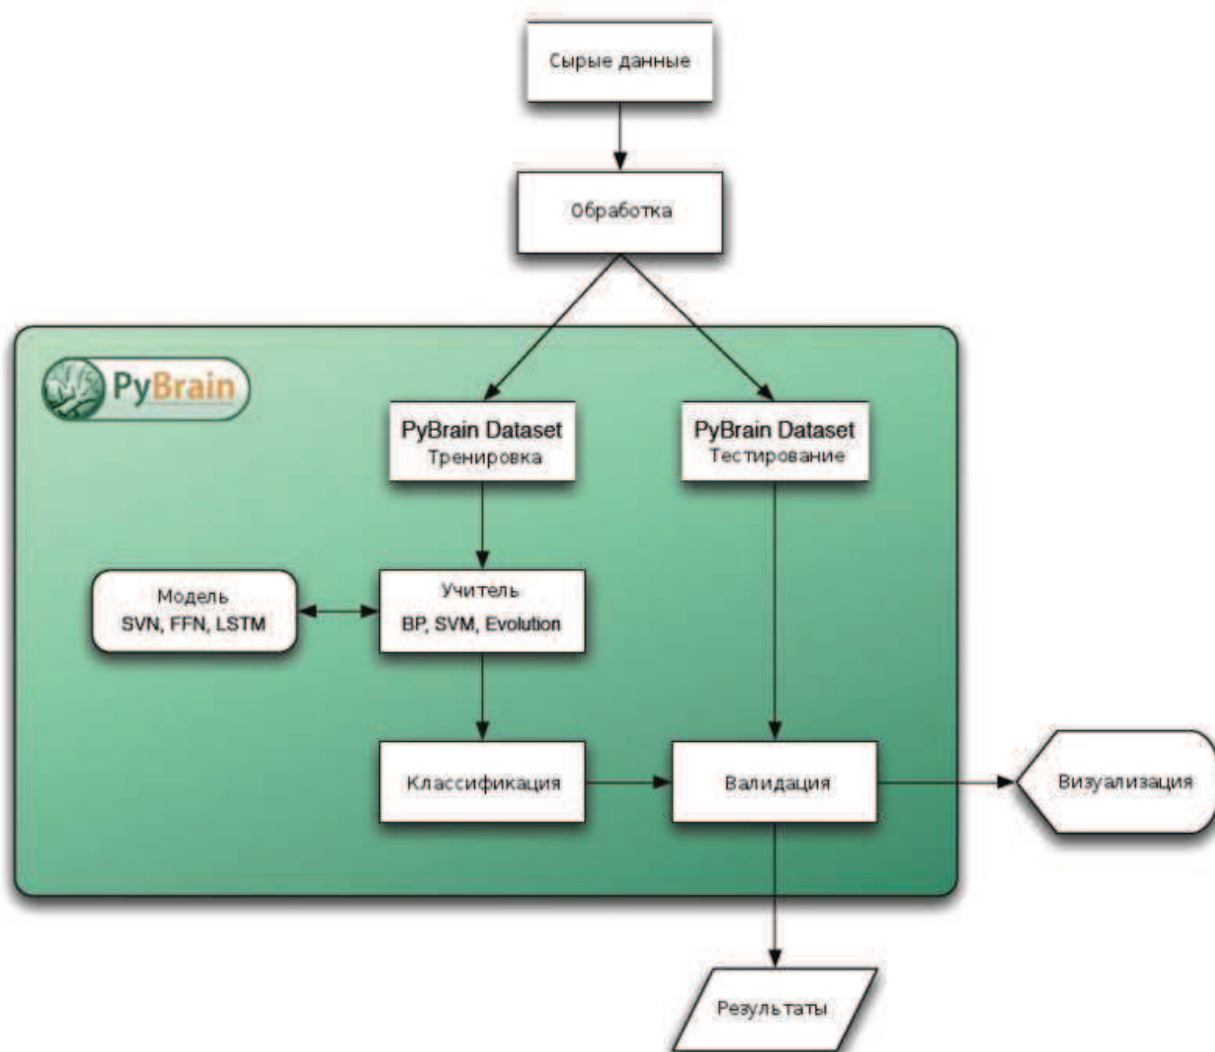 Сырые данные
Обработка
PyBrain
PyBrain Dataset
Тренировка
PyBrain Dataset
Тестирование
Модель
SVN, FFN, LSTM
Учитель
BP, SVM, Evolution
Классификация
Валидация
Визуализация
Результаты